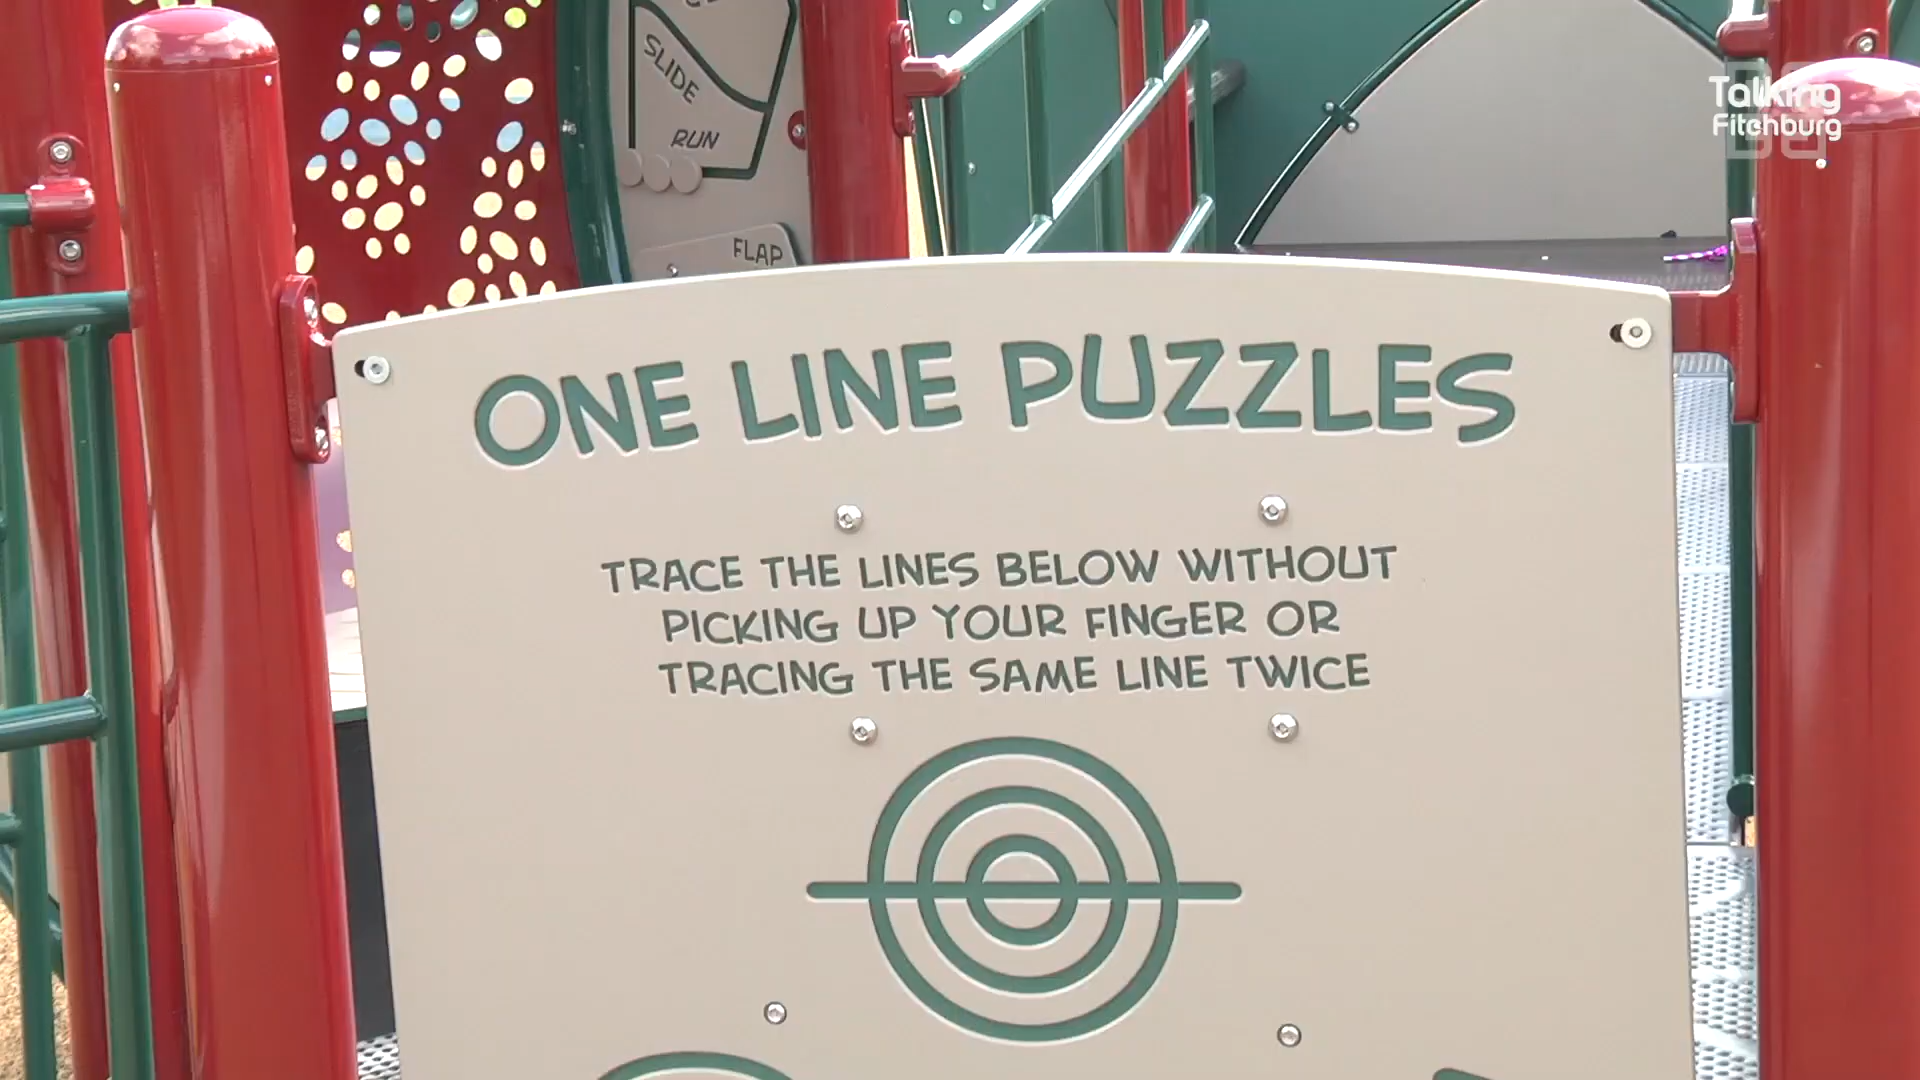 SLIDE
RUN
FLAP
Talking
Fitchburg
ONE LINE PUZZLES
TRACE THE LINES BELOW WITHOUT
PICKING UP YOUR FINGER OR
TRACING THE SAME LINE TWICE